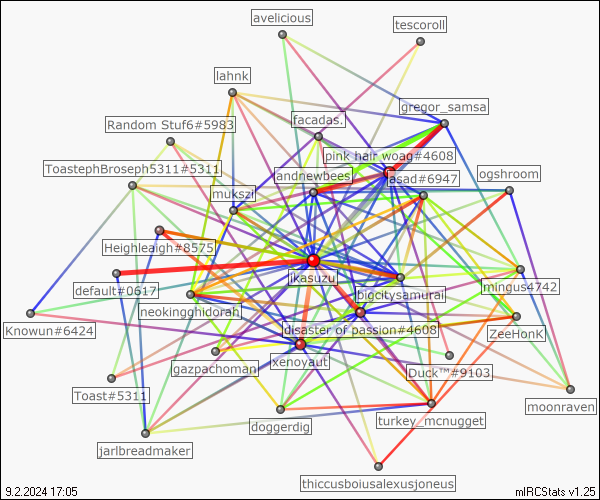 avelicious
tescoroll
lahnk
gregor_samsa
facadas.
Random Stuf6#5983
pink hair woag#4608
ToastephBroseph5311#5311
andnewbees
asad#6947
ogshroom
mukszi
Heighleigh#8575
jkasuzu
default#0617
bigcitysamurai
mingus4742
neokingghidorah
Knowun#6424
disaster of passion#4608
ZeeHonK
xenoyaut
gazpachoman
Duck™#9103
Toast#5311
moonraven
doggerdig
turkey_mcnugget
jarlbreadmaker
thiccusboiusalexusjoneus
9.2.2024 17:05
mIRCStats v1.25